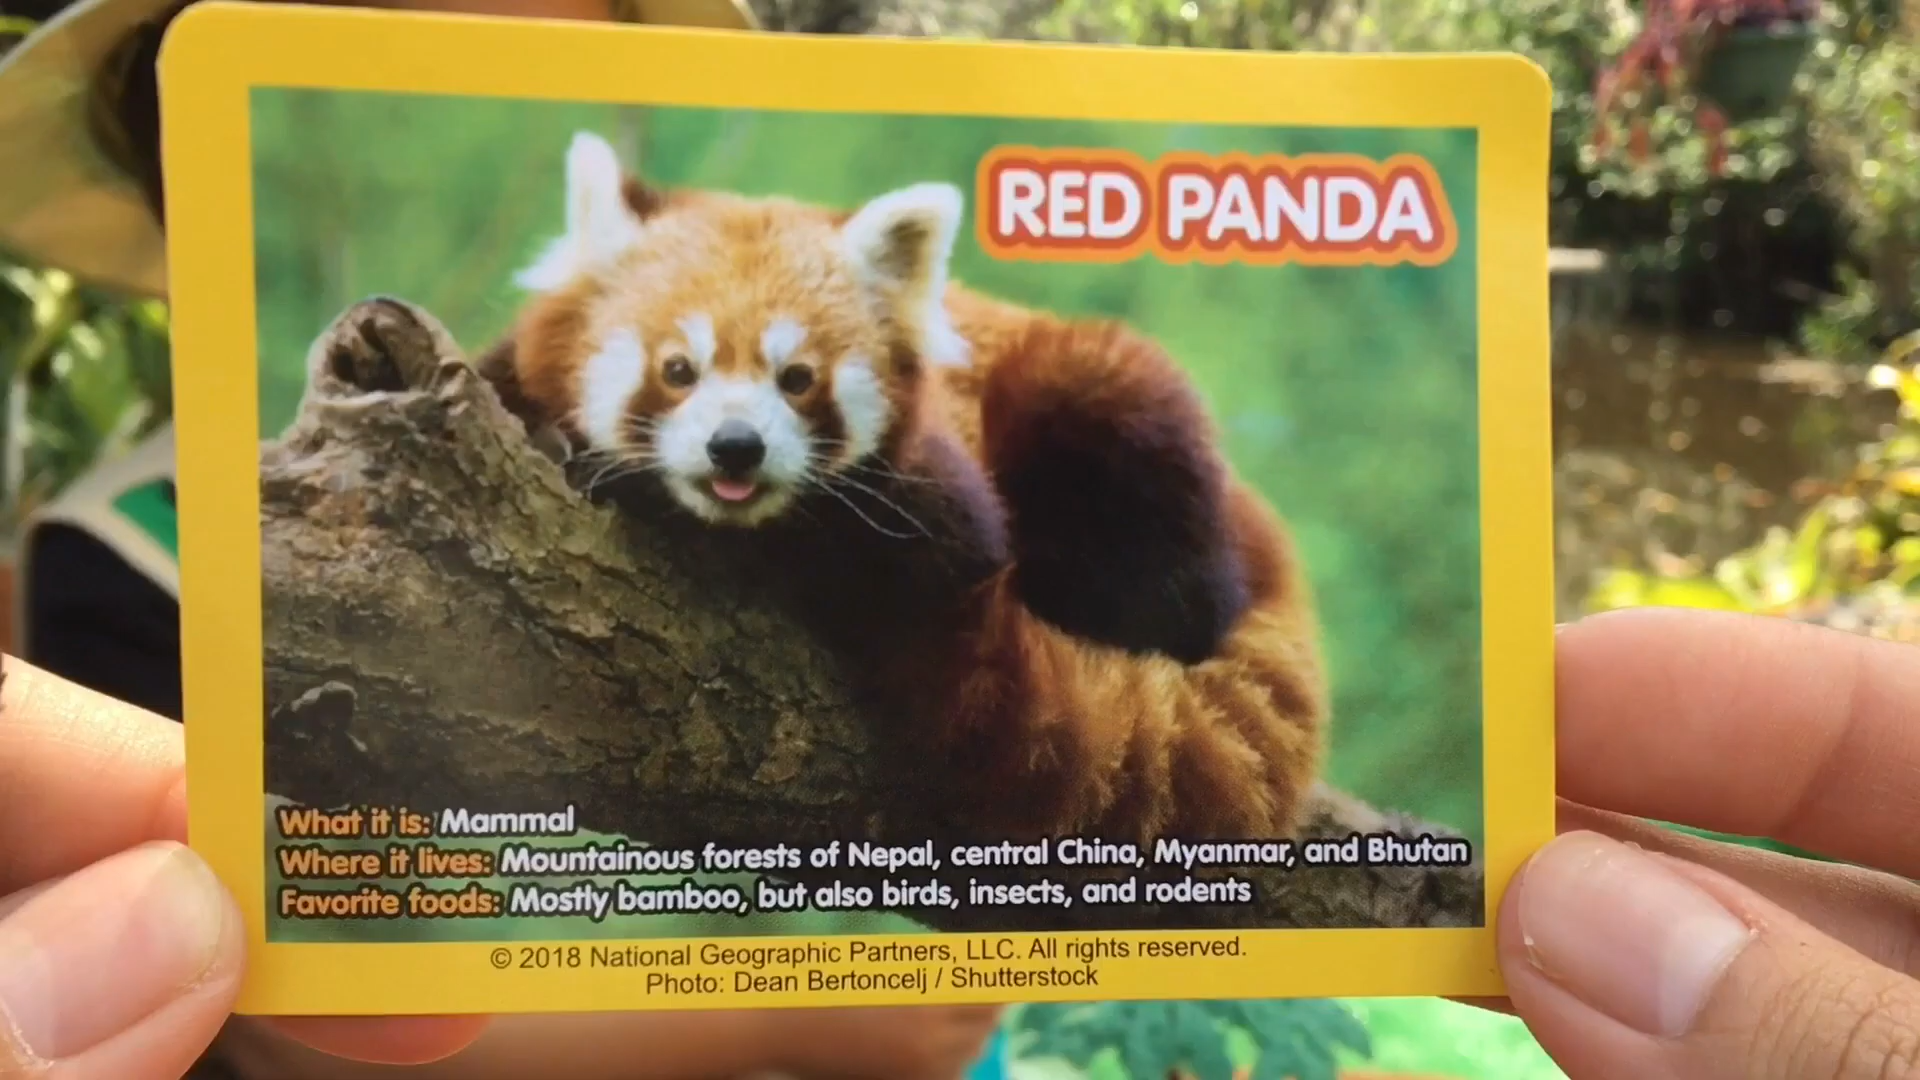 RED PANDA
What it is: Mammal
Where it lives: Mountainous forests of Nepal, central China, Myanmar, and Bhutan
Favorite foods: Mostly bamboo, but also birds, insects, and rodents
© 2018 National Geographic Partners, LLC. All rights reserved.
Photo: Dean Bertoncelj / Shutterstock